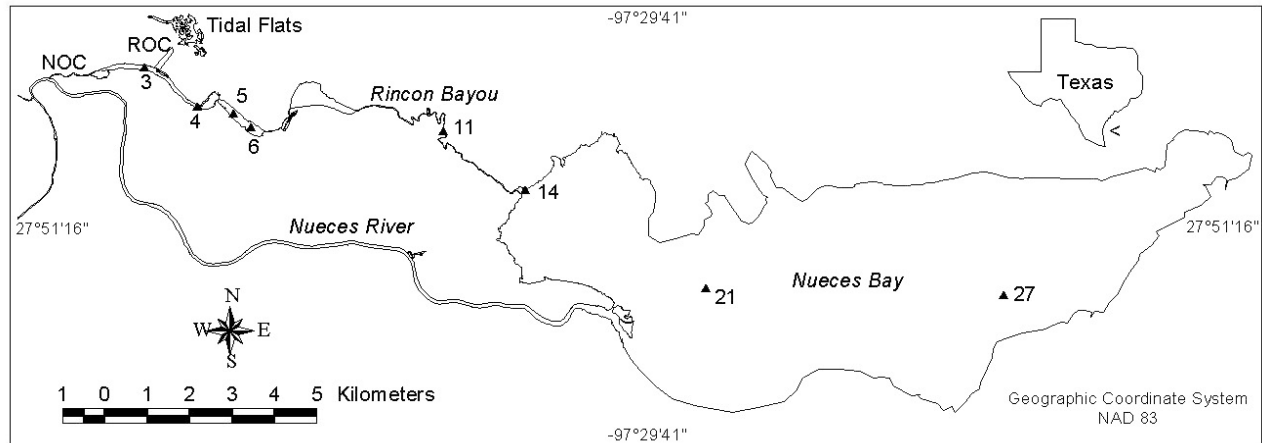 -97°29'41"
Tidal Flats
ROC
NOC
3
Texas
4
5
6
Rincon Bayou
11
<
14
27°51'16"
27°51'16"
Nueces River
Nueces Bay
21
27
N
W E
S
1 0 1 2 3 4 5 Kilometers
Geographic Coordinate System
NAD 83
-97°29'41"